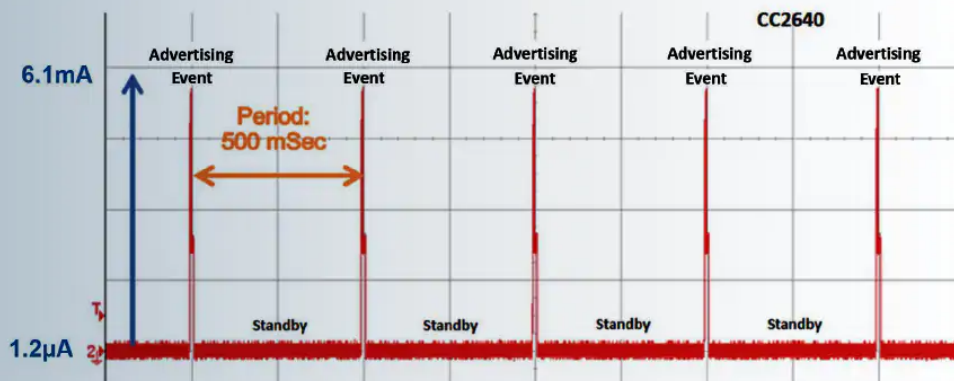 CC2640
Advertising
Event
Advertising
Event
Advertising
Event
Advertising
Event
Advertising
Event
6.1mA
Period:
500 mSec
T
Standby
Standby
Standby
Standby
1.2µA
2